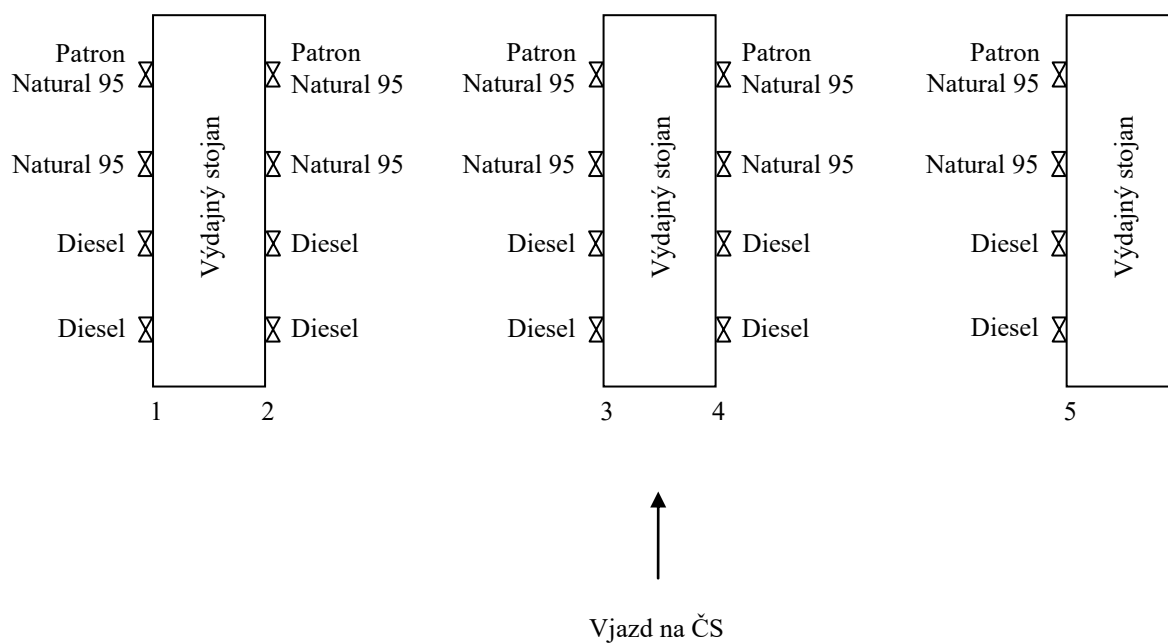 Patron
Natural 95
Patron
Natural 95
Patron
Natural 95
Patron
Natural 95
Patron
Natural 95
Natural 95
Natural 95
Natural 95
Natural 95
Natural 95
Diesel
Diesel
Diesel
Diesel
Diesel
Diesel
Diesel
Diesel
Diesel
Diesel
Výdajný stojan
Výdajný stojan
Výdajný stojan
1
2
3
4
5
Vjazd na ČS